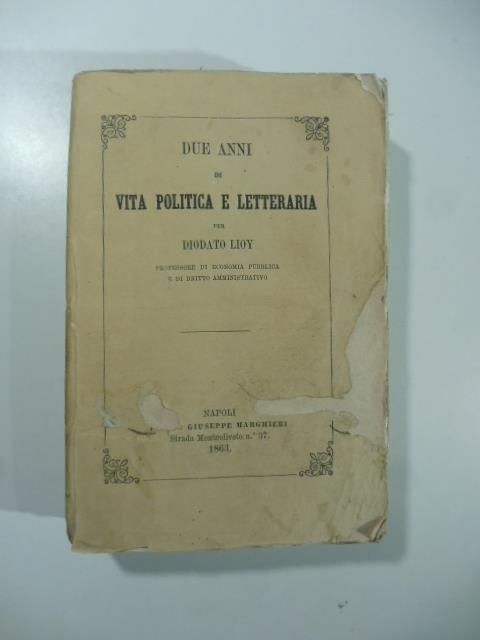 DUE ANNI
DI
VITA POLITICA E LETTERARIA
PER
DIODATO LIOY
PROFESSORE DI ECONOMIA PUBBLICA
E DI DRITTO AMMINISTRATIVO
NAPOLI
GIUSEPPE MARGHIERI
Strada Monteoliveto n.° 37.
1863.